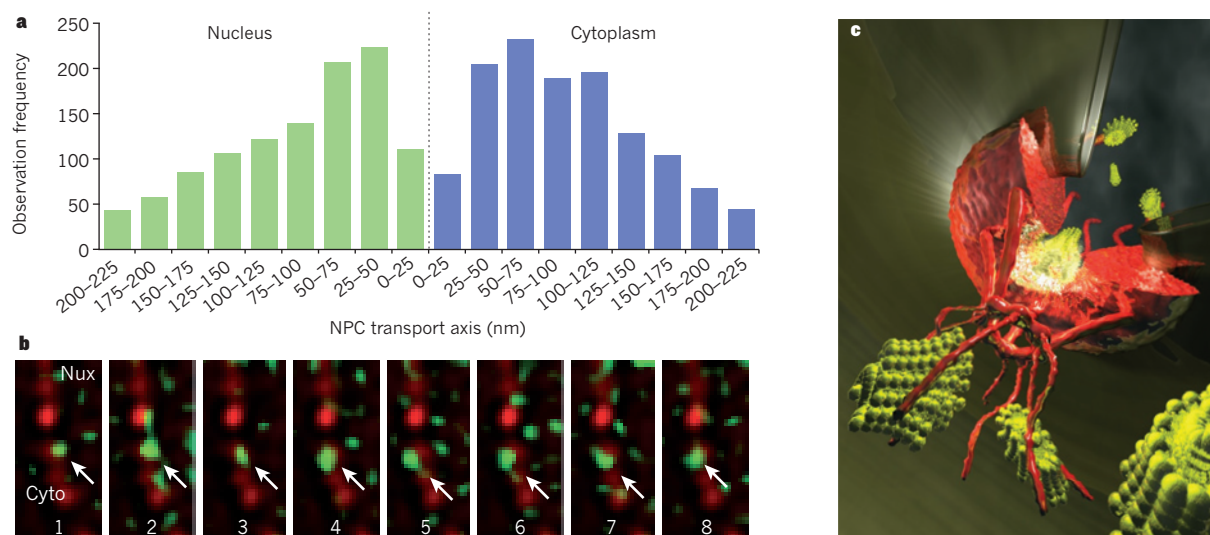 a
250
200
150
100
50
0
Observation frequency
Nucleus
Cytoplasm
200–225
175–200
150–175
125–150
100–125
75–100
50–75
25–50
0–25
0–25
25–50
50–75
75–100
100–125
125–150
150–175
175–200
200–225
NPC transport axis (nm)
b
Nux
Cyto
1 2 3 4 5 6 7 8
c